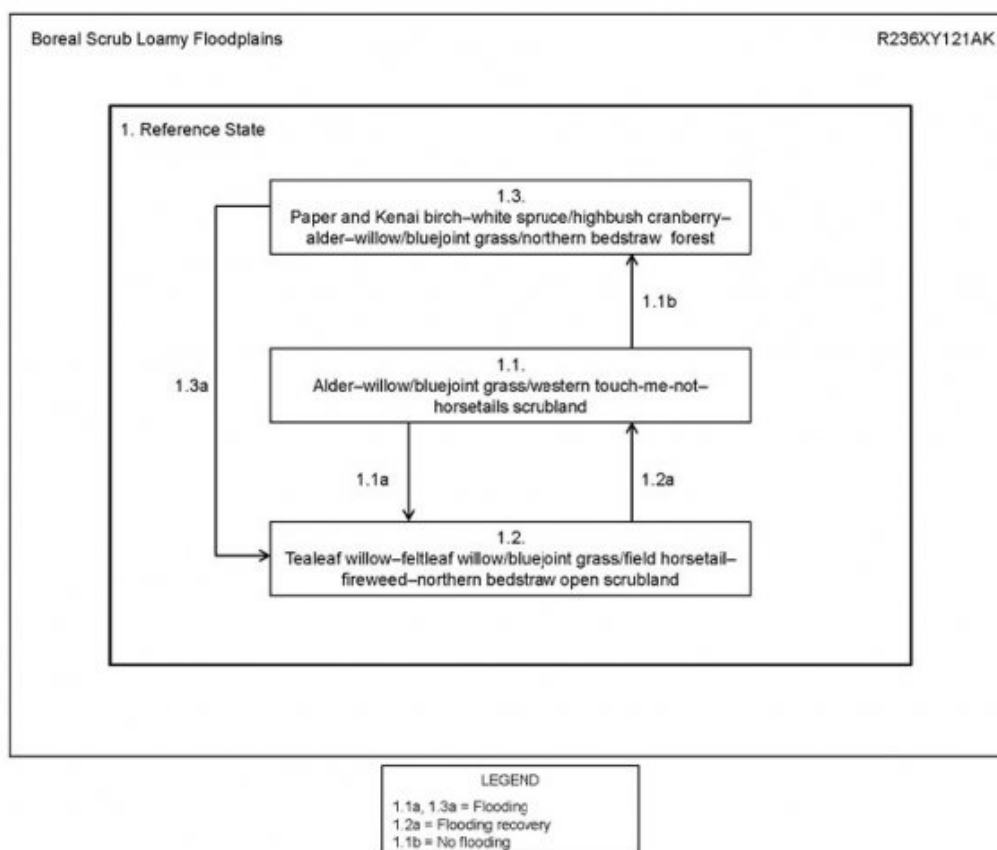 Boreal Scrub Loamy Floodplains
R236XY121AK
1. Reference State
1.3.
Paper and Kenai birch–white spruce/highbush cranberry–
alder–willow/bluejoint grass/northern bedstraw forest
1.1b
1.3a
1.1.
Alder–willow/bluejoint grass/western touch-me-not–
horsetails scrubland
1.1a
1.2a
1.2.
Tealeaf willow–feltleaf willow/bluejoint grass/field horsetail–
fireweed–northern bedstraw open scrubland
LEGEND
1.1a, 1.3a = Flooding
1.2a = Flooding recovery
1.1b = No flooding